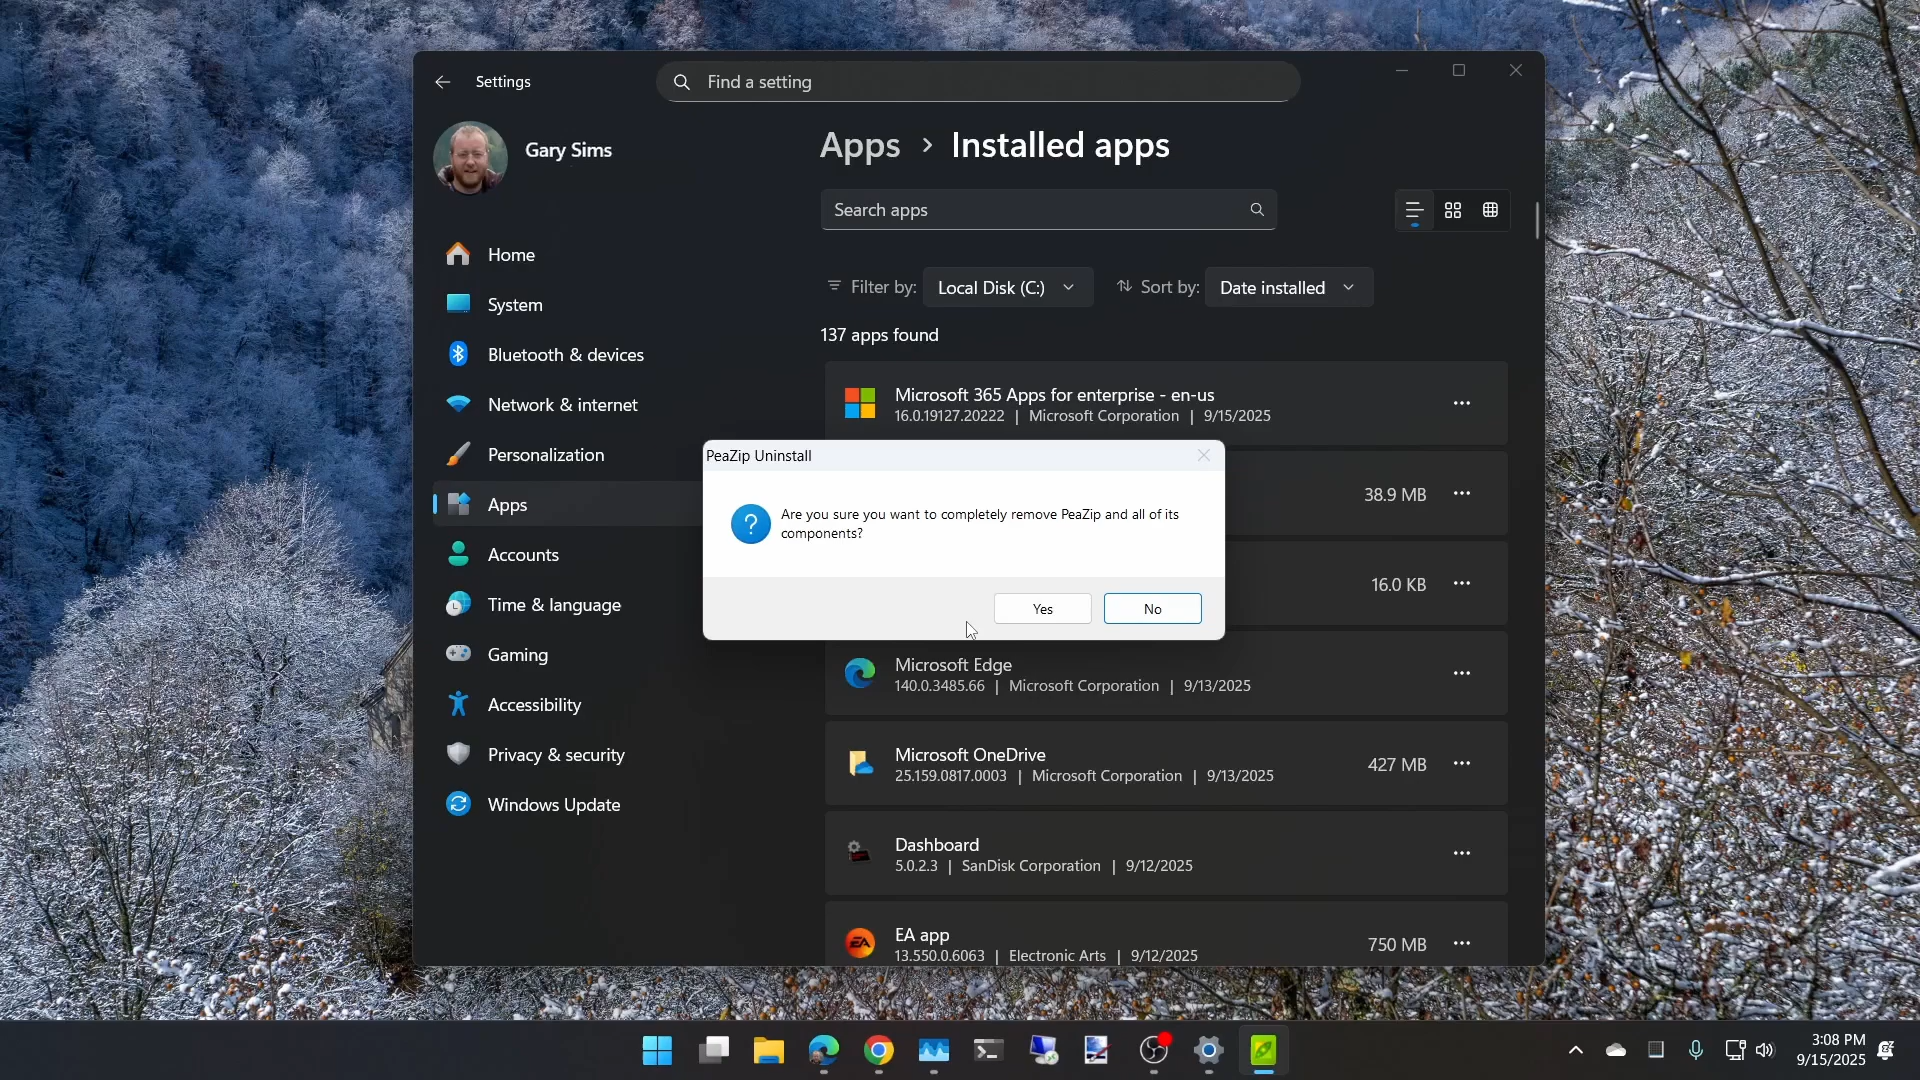 Settings
Find a setting
Gary Sims
Home
System
Bluetooth & devices
Network & internet
Personalization
Apps
Accounts
Time & language
Gaming
Accessibility
Privacy & security
Windows Update
Apps > Installed apps
Search apps
Filter by: Local Disk (C:) Sort by: Date installed
137 apps found
Microsoft 365 Apps for enterprise - en-us
16.0.19127.20222 | Microsoft Corporation | 9/15/2025
38.9 MB
16.0 KB
PeaZip Uninstall
Are you sure you want to completely remove PeaZip and all of its
components?
Yes No
Microsoft Edge
140.0.3485.66 | Microsoft Corporation | 9/13/2025
Microsoft OneDrive
25.159.0817.0003 | Microsoft Corporation | 9/13/2025
427 MB
Dashboard
5.0.2.3 | SanDisk Corporation | 9/12/2025
EA app
13.550.0.6063 | Electronic Arts | 9/12/2025
750 MB
3:08 PM
9/15/2025